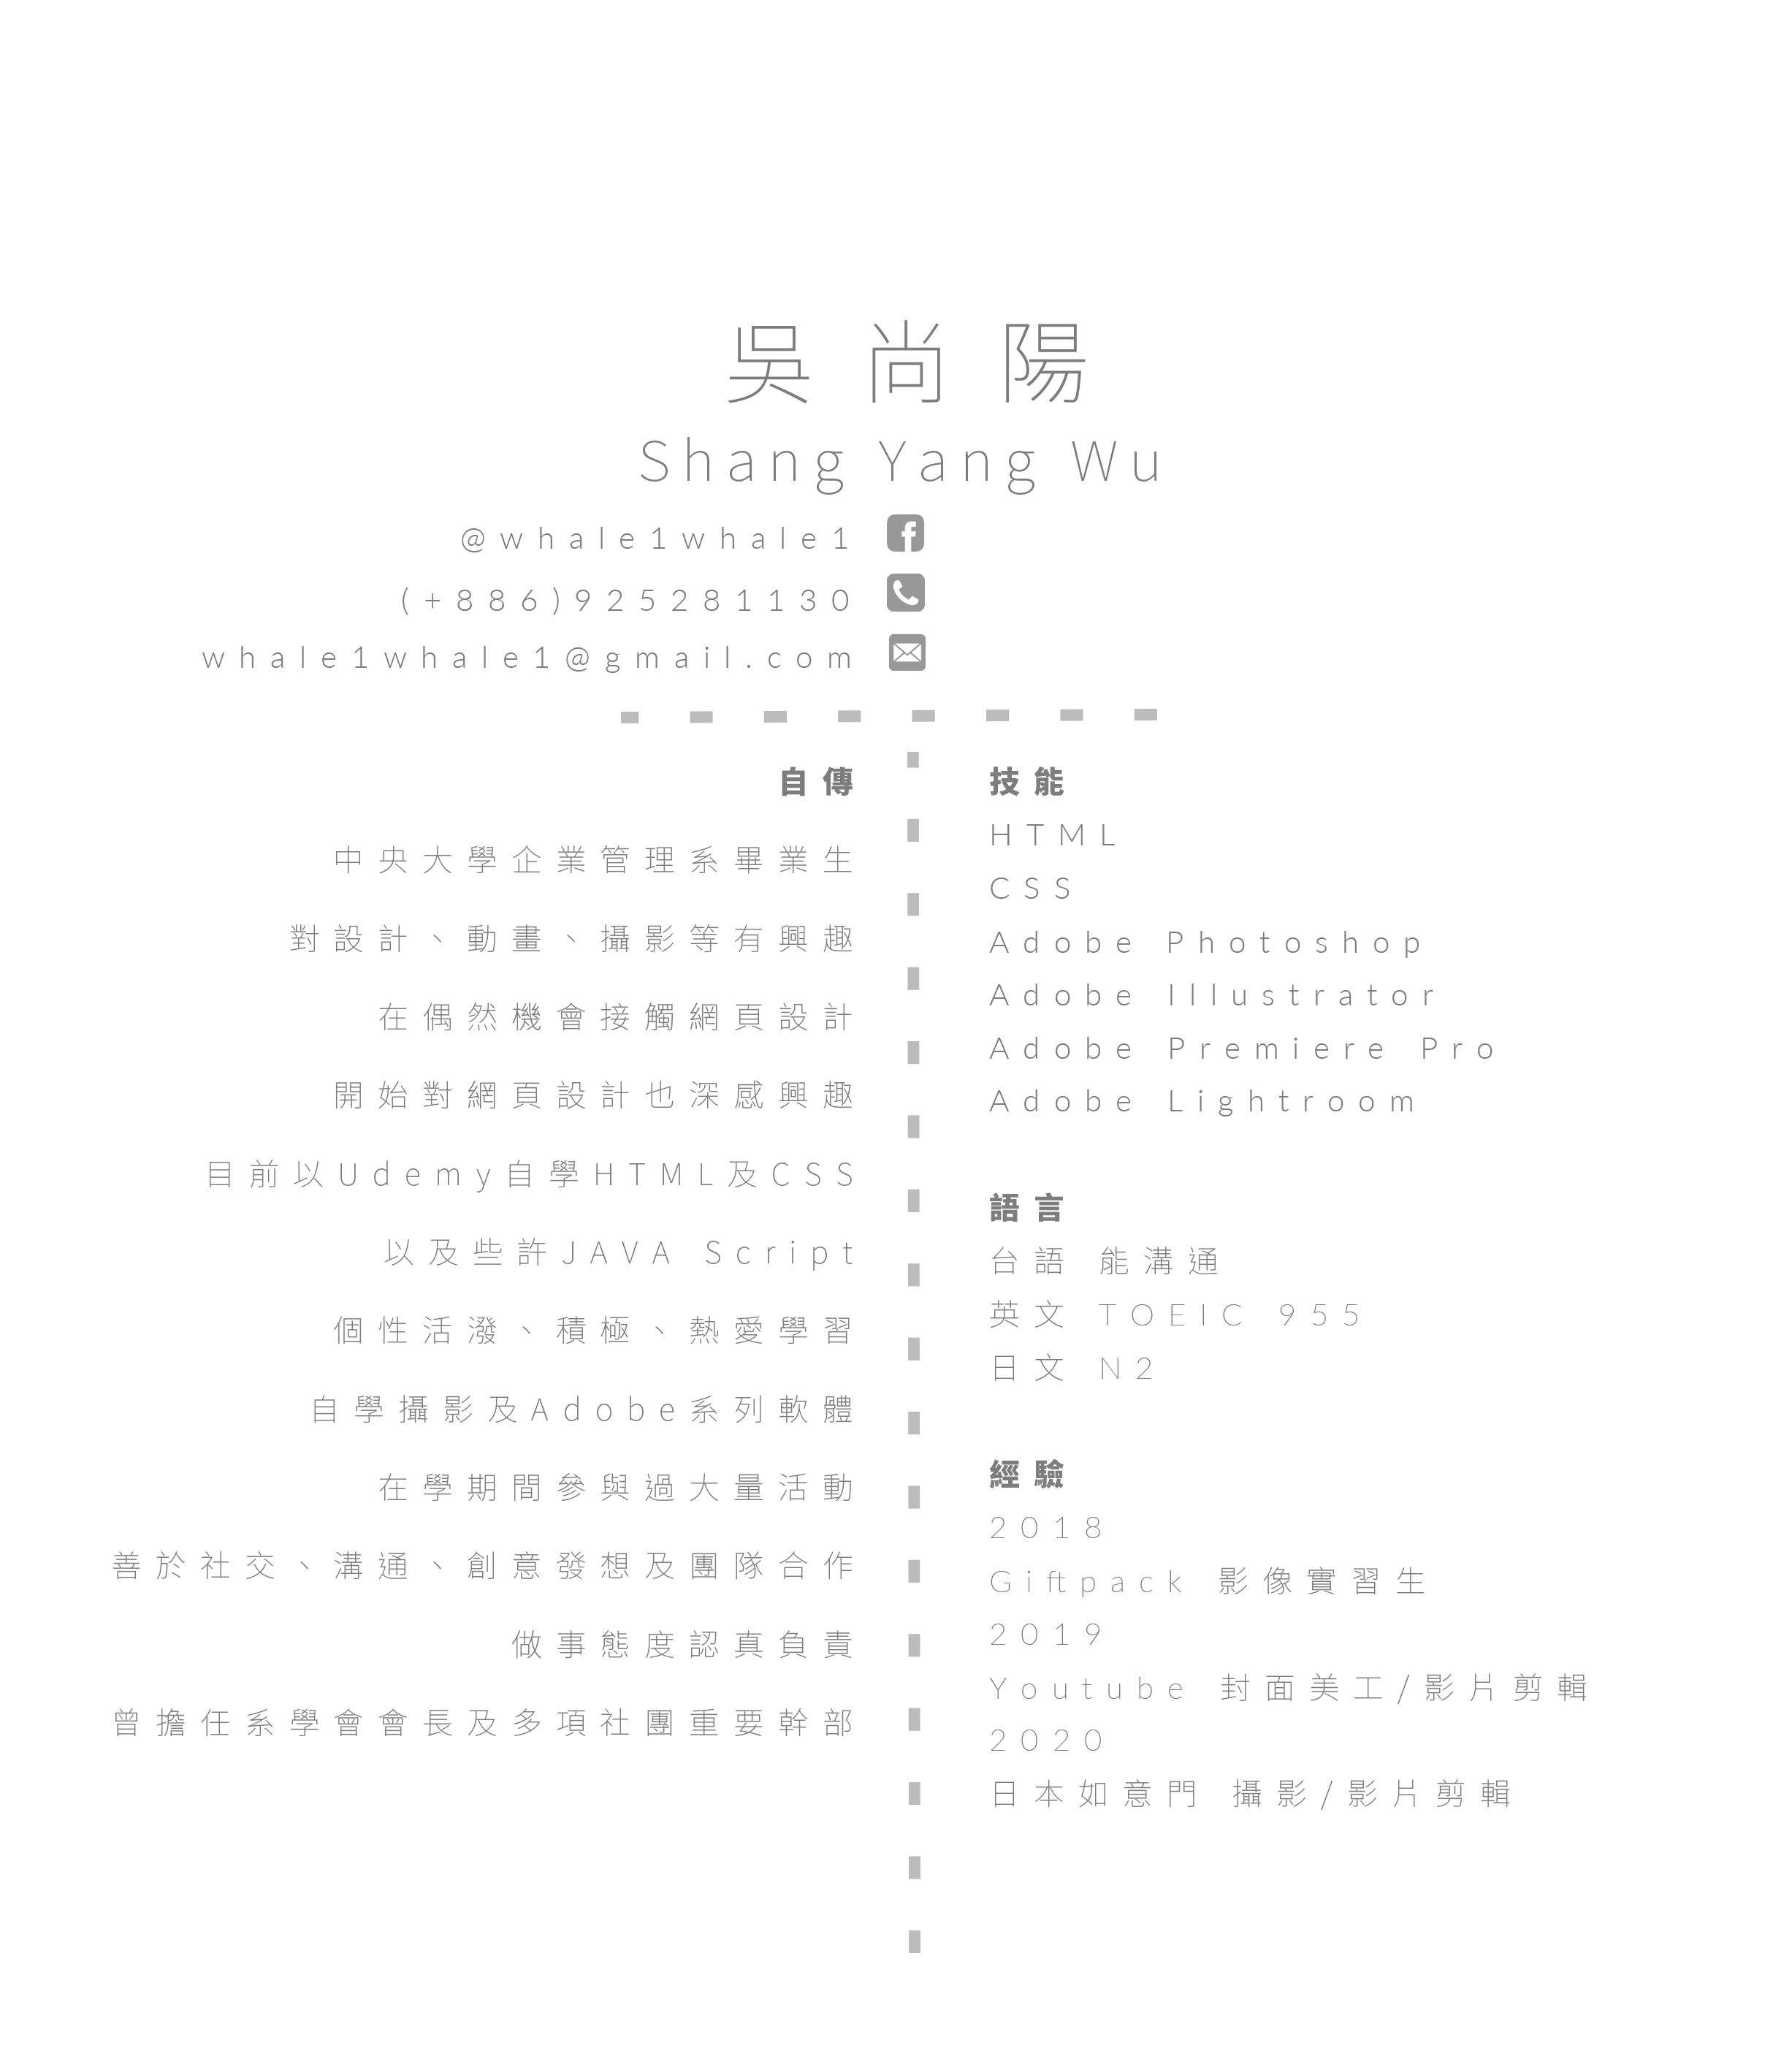 吳尚陽
Shang Yang Wu
@whale1whale1
(+886)925281130
whale1whale1@gmail.com
自傳
中央大學企業管理系畢業生
對設計、動畫、攝影等有興趣
在偶然機會接觸網頁設計
開始對網頁設計也深感興趣
目前以Udemy自學HTML及CSS
以及些許JAVA Script
個性活潑、積極、熱愛學習
自學攝影及Adobe系列軟體
在學期間參與過大量活動
善於社交、溝通、創意發想及團隊合作
做事態度認真負責
曾擔任系學會會長及多項社團重要幹部
技能
HTML
CSS
Adobe Photoshop
Adobe Illustrator
Adobe Premiere Pro
Adobe Lightroom
語言
台語 能溝通
英文 TOEIC 955
日文 N2
經驗
2018
Giftpack 影像實習生
2019
Youtube 封面美工/影片剪輯
2020
日本如意門 攝影/影片剪輯